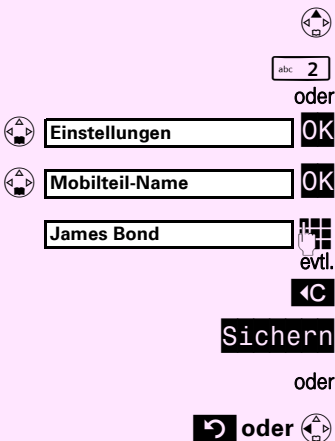 abc 2
oder
Einstellungen OK
Mobilteil-Name OK
James Bond
evtl.
C
Sichern
oder
oder